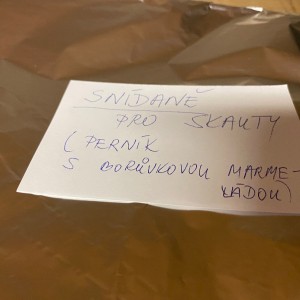 SNÍDANĚ
PRO SKAUTY
( PERNÍK
S BORŮVKOVOU MARME-
LÁDOU)